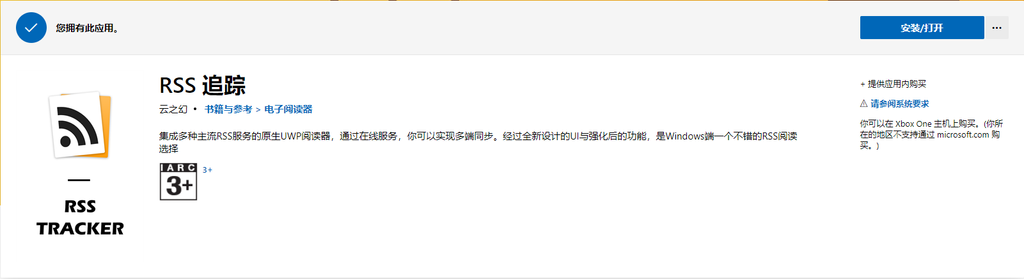 您拥有此应用。
安装/打开
...
RSS 追踪
云之幻 • 书籍与参考 > 电子阅读器
集成多种主流RSS服务的原生UWP阅读器，通过在线服务，你可以实现多端同步。经过全新设计的UI与强化后的功能，是Windows端一个不错的RSS阅读
选择
IARC
3+
3+
RSS
TRACKER
+ 提供应用内购买
请参阅系统要求
你可以在 Xbox One 主机上购买。(你所
在的地区不支持通过 microsoft.com 购
买。)